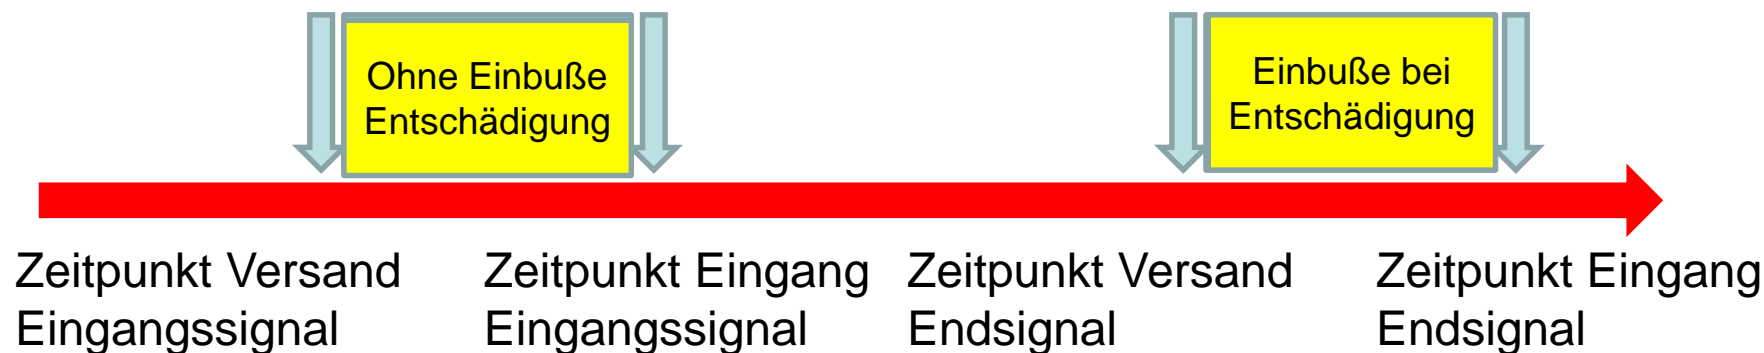 Ohne Einbuße
Entschädigung
Einbuße bei
Entschädigung
Zeitpunkt Versand
Eingangssignal
Zeitpunkt Eingang
Eingangssignal
Zeitpunkt Versand
Endsignal
Zeitpunkt Eingang
Endsignal